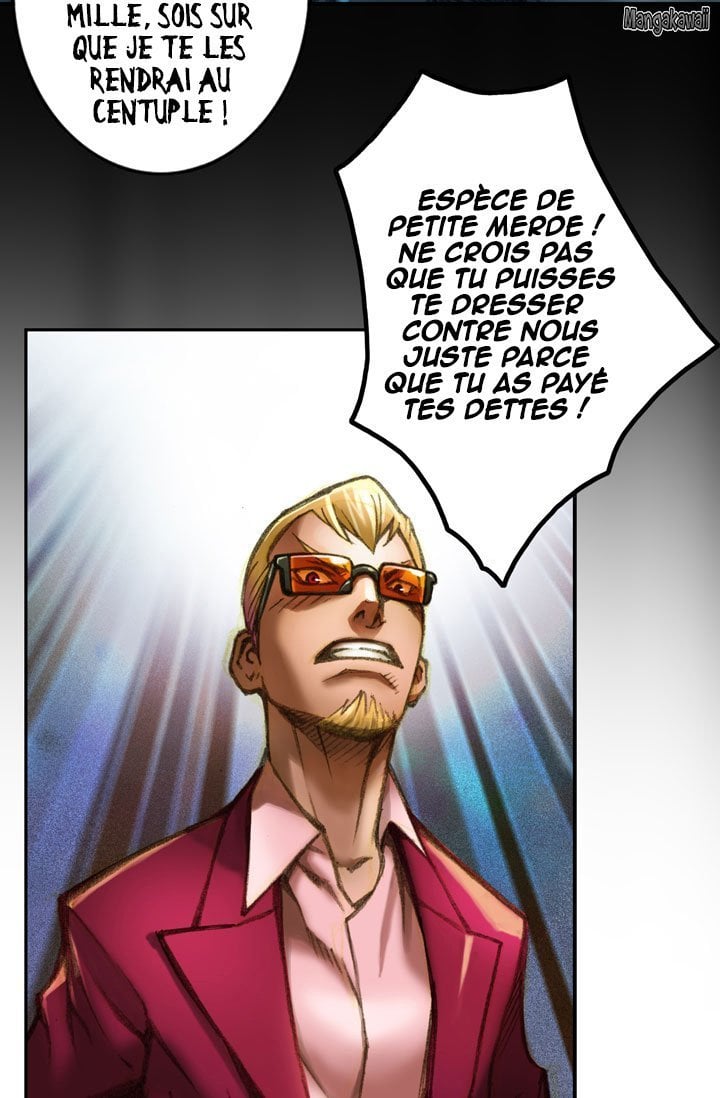 Mangakawaii
MILLE, SOIS SUR
QUE JE TE LES
RENDRAI AU
CENTUPLE !
ESPÈCE DE
PETITE MERDE !
NE CROIS PAS
QUE TU PUISSES
TE DRESSER
CONTRE NOUS
JUSTE PARCE
QUE TU AS PAYÉ
TES DETTES !